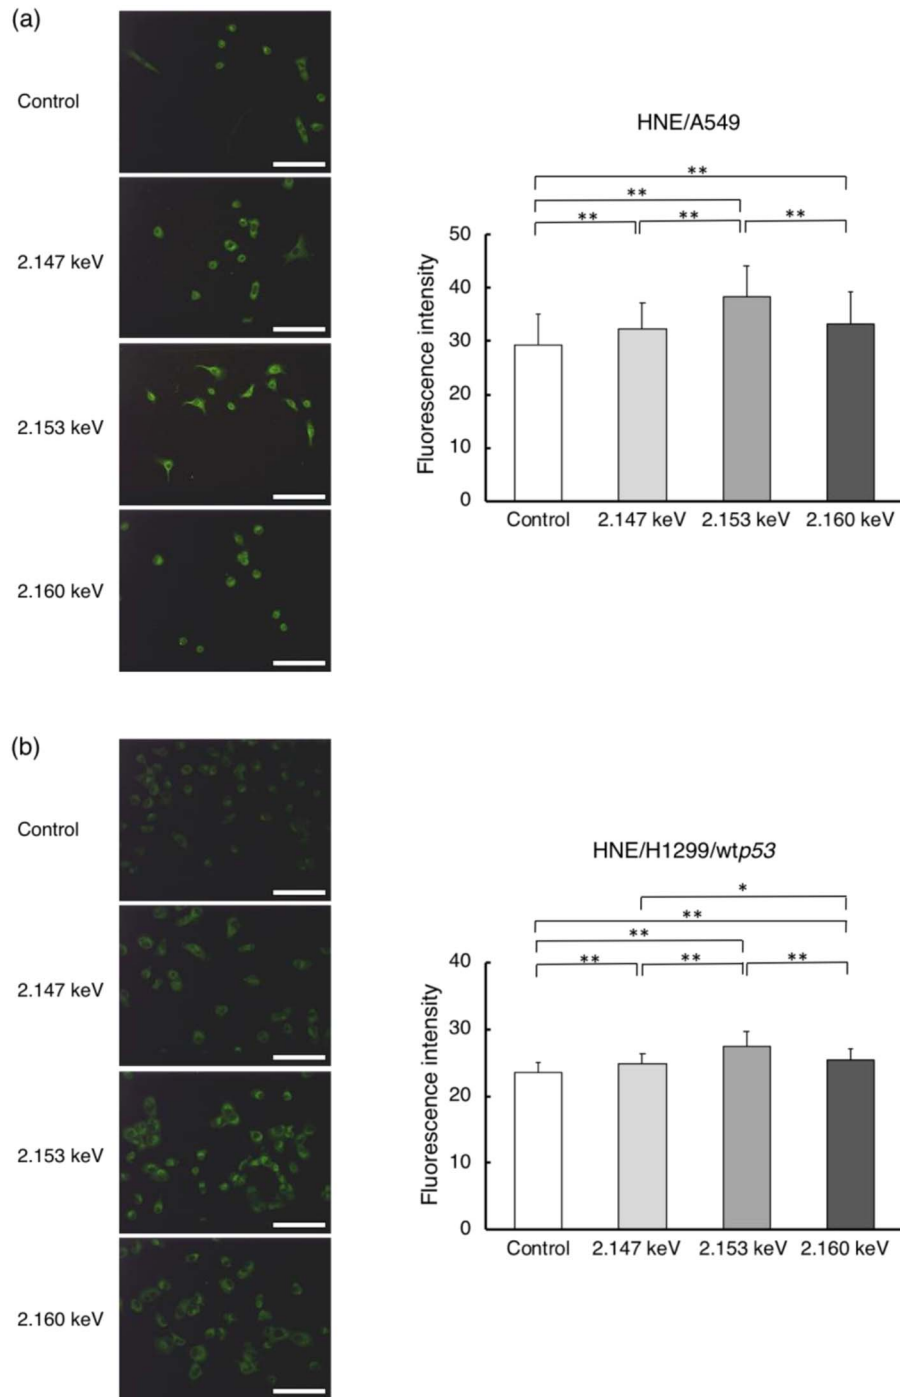 (a)
Control
2.147 keV
2.153 keV
2.160 keV
HNE/A549
**
**
** ** **
Fluorescence intensity
50
40
30
20
10
0
Control 2.147 keV 2.153 keV 2.160 keV
(b)
Control
2.147 keV
2.153 keV
2.160 keV
HNE/H1299/wtp53
*
**
**
** ** **
Fluorescence intensity
40
30
20
10
0
Control 2.147 keV 2.153 keV 2.160 keV